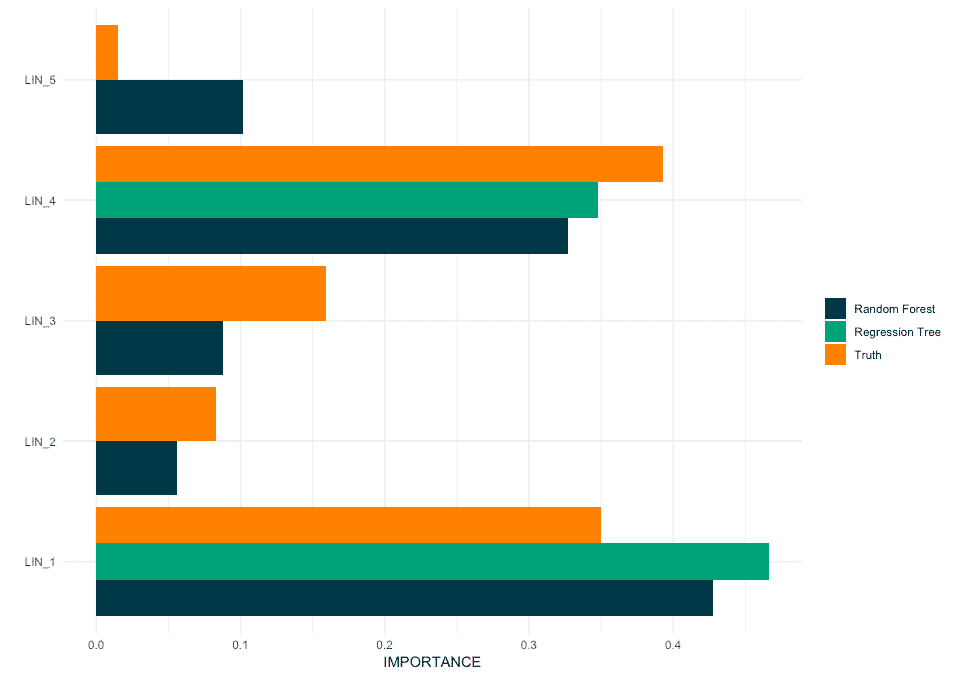 LIN_5
LIN_4
LIN_3
LIN_2
LIN_1
0.0 0.1 0.2 0.3 0.4
IMPORTANCE
Random Forest
Regression Tree
Truth